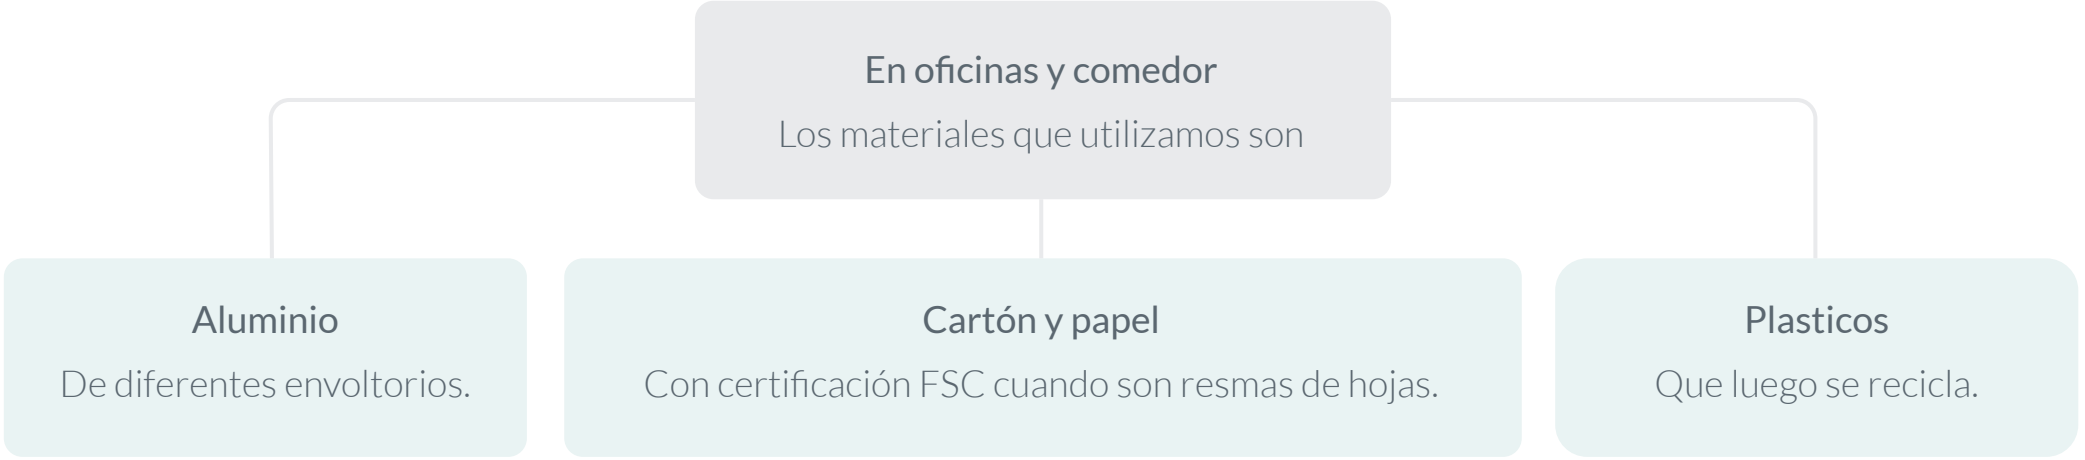 En oficinas y comedor
Los materiales que utilizamos son
Aluminio
De diferentes envoltorios.
Cartón y papel
Con certificación FSC cuando son resmas de hojas.
Plasticos
Que luego se recicla.